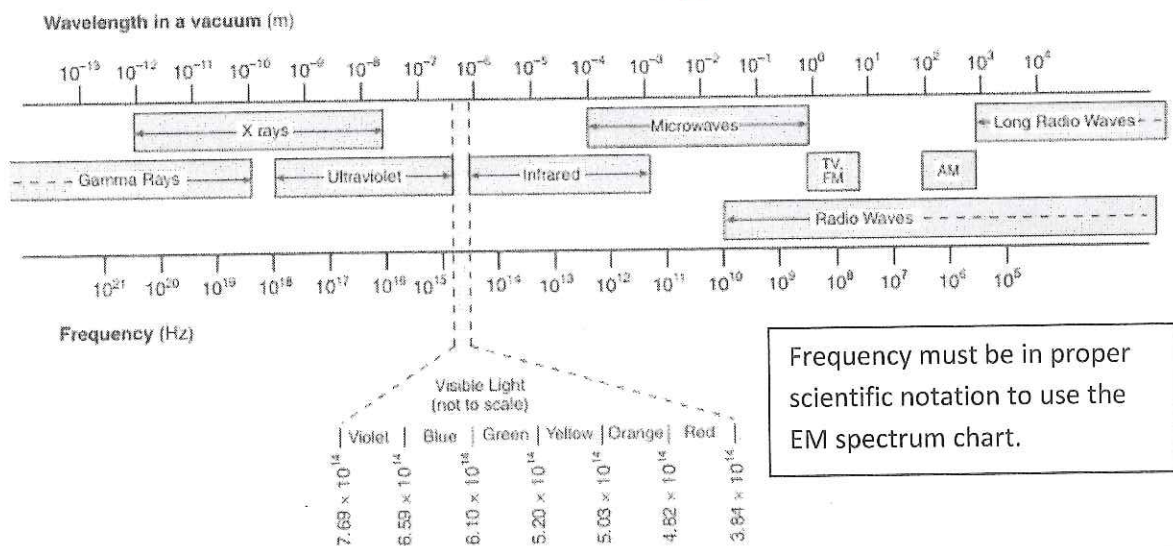 Wavelength in a vacuum (m)
10⁻¹³ 10⁻¹² 10⁻¹¹ 10⁻¹⁰ 10⁻⁹ 10⁻⁸ 10⁻⁷ 10⁻⁶ 10⁻⁵ 10⁻⁴ 10⁻³ 10⁻² 10⁻¹ 10⁰ 10¹ 10² 10³ 10⁴
X rays Microwaves Long Radio Waves
Gamma Rays Ultraviolet Infrared TV, FM AM
Radio Waves
10²¹ 10²⁰ 10¹⁹ 10¹⁸ 10¹⁷ 10¹⁶ 10¹⁵ 10¹⁴ 10¹³ 10¹² 10¹¹ 10¹⁰ 10⁹ 10⁸ 10⁷ 10⁶ 10⁵
Frequency (Hz)
Visible Light
(not to scale)
Violet Blue Green Yellow Orange Red
7.69 × 10¹⁴ 6.59 × 10¹⁴ 6.10 × 10¹⁴ 5.20 × 10¹⁴ 5.03 × 10¹⁴ 4.82 × 10¹⁴ 3.84 × 10¹⁴
Frequency must be in proper
scientific notation to use the
EM spectrum chart.